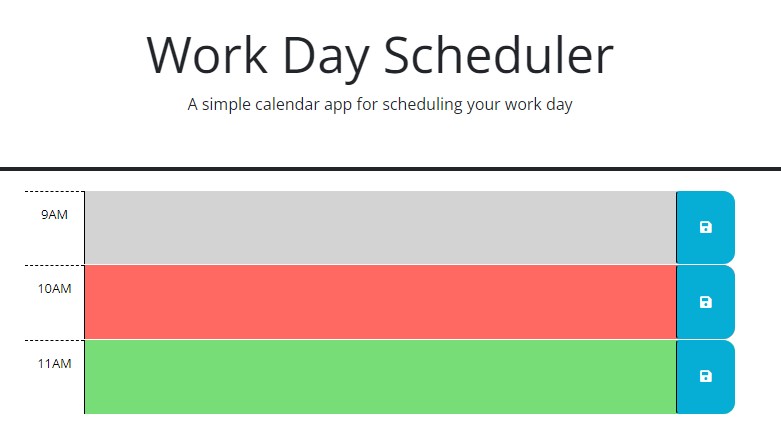 Work Day Scheduler
A simple calendar app for scheduling your work day
9AM
10AM
11AM